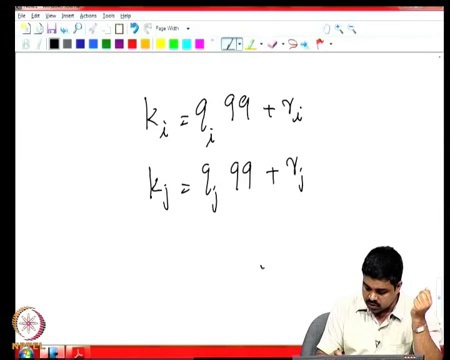 File Edit View Insert Actions Tools Help
Page Width
B
k_i = q_i 99 + r_i
k_j = q_j 99 + r_j